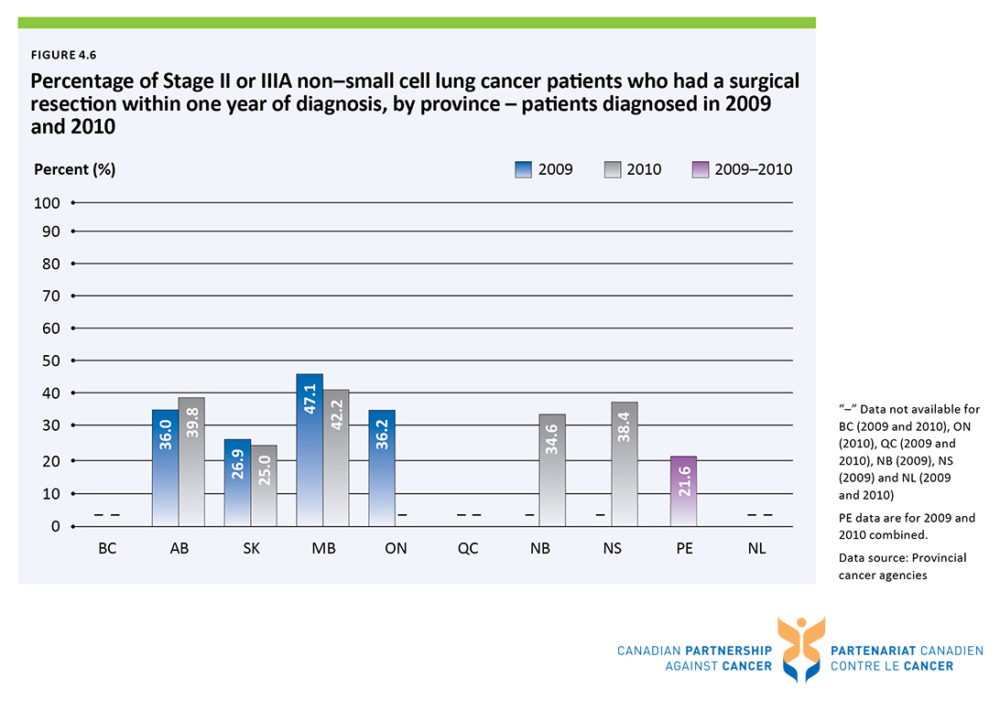 FIGURE 4.6
Percentage of Stage II or IIIA non–small cell lung cancer patients who had a surgical
resection within one year of diagnosis, by province – patients diagnosed in 2009
and 2010
Percent (%)
2009
2010
2009–2010
100
90
80
70
60
50
40
30
20
10
0
36.0
39.8
26.9
25.0
47.1
42.2
36.2
34.6
38.4
21.6
– –
–
– –
–
–
– –
BC AB SK MB ON QC NB NS PE NL
“–” Data not available for
BC (2009 and 2010), ON
(2010), QC (2009 and
2010), NB (2009), NS
(2009) and NL (2009
and 2010)
PE data are for 2009 and
2010 combined.
Data source: Provincial
cancer agencies
CANADIAN PARTNERSHIP
AGAINST CANCER
PARTENARIAT CANADIEN
CONTRE LE CANCER